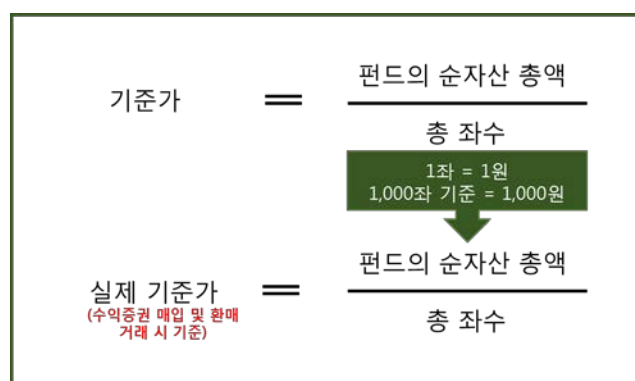 기준가 = 펀드의 순자산 총액
총 좌수
1좌 = 1원
1,000좌 기준 = 1,000원
펀드의 순자산 총액
실제 기준가 =
(수익증권 매입 및 환매
거래 시 기준)
총 좌수